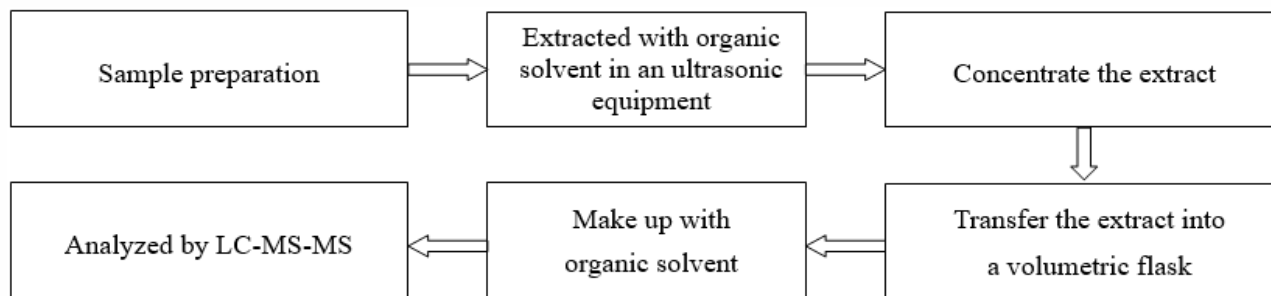 Sample preparation
Extracted with organic
solvent in an ultrasonic
equipment
Concentrate the extract
Transfer the extract into
a volumetric flask
Make up with
organic solvent
Analyzed by LC-MS-MS